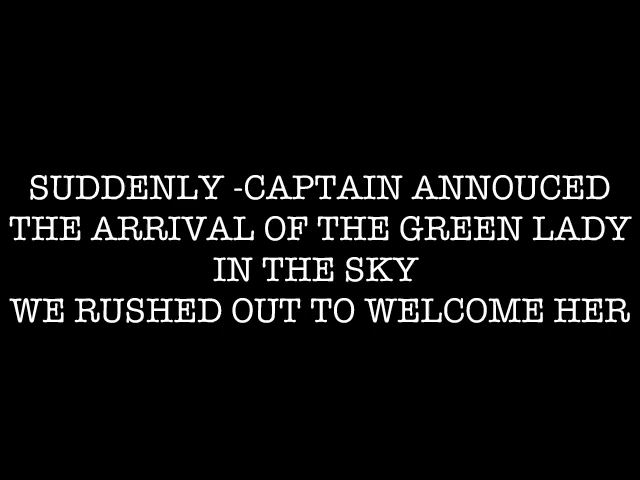 SUDDENLY -CAPTAIN ANNOUCED
THE ARRIVAL OF THE GREEN LADY
IN THE SKY
WE RUSHED OUT TO WELCOME HER